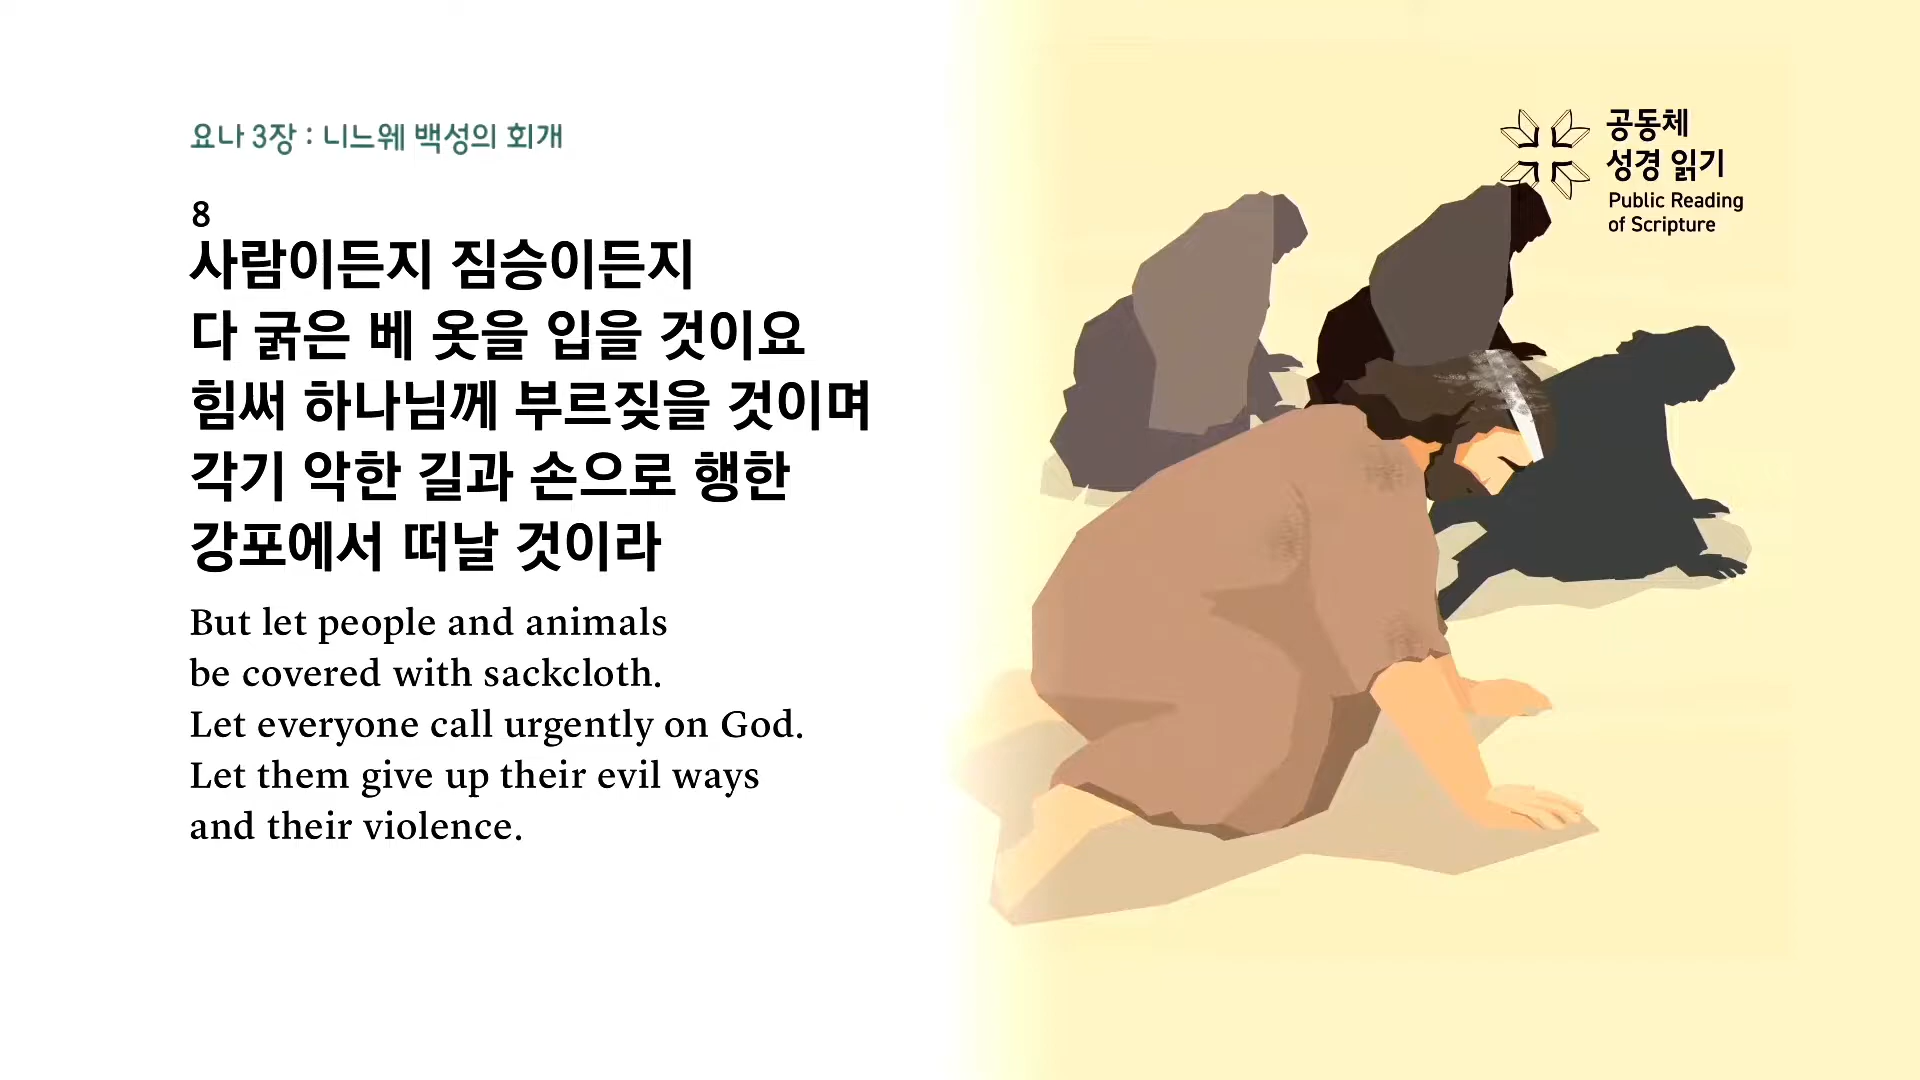 요나 3장 : 니느웨 백성의 회개
8
사람이든지 짐승이든지
다 굵은 베 옷을 입을 것이요
힘써 하나님께 부르짖을 것이며
각기 악한 길과 손으로 행한
강포에서 떠날 것이라
But let people and animals
be covered with sackcloth.
Let everyone call urgently on God.
Let them give up their evil ways
and their violence.
공동체
성경 읽기
Public Reading
of Scripture